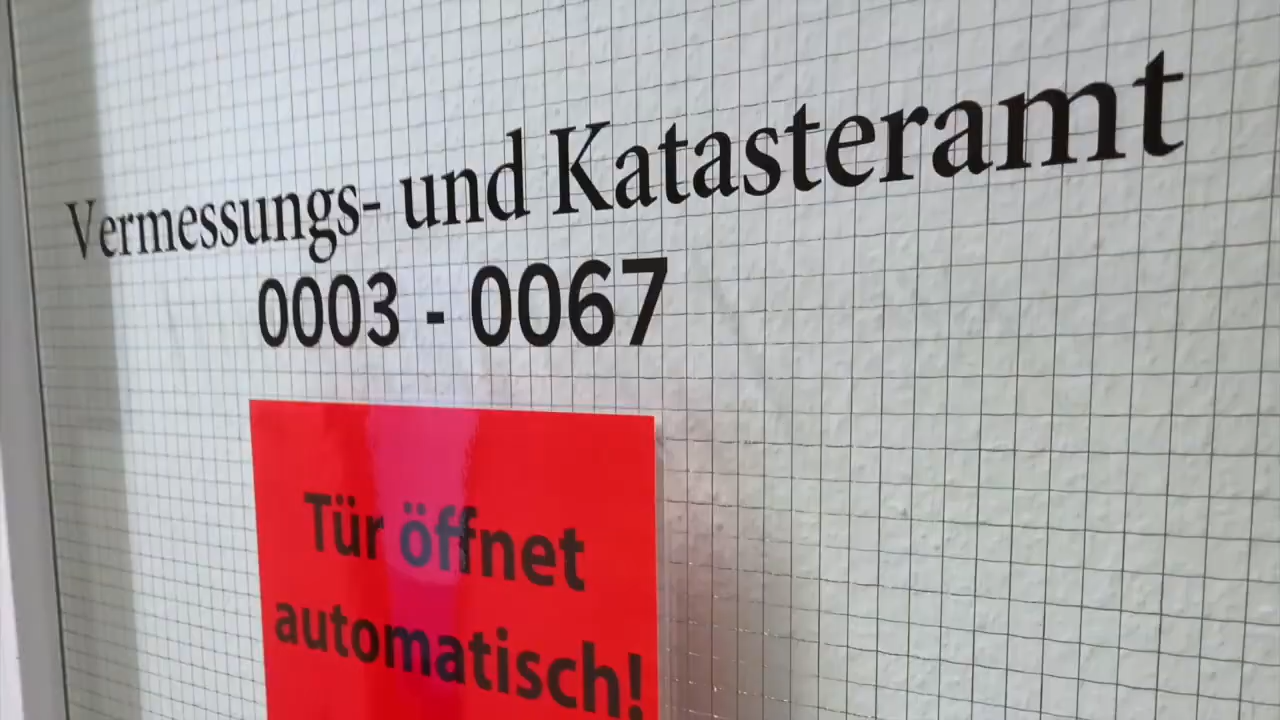 Vermessungs- und Katasteramt
0003 - 0067
Tür öffnet
automatisch!